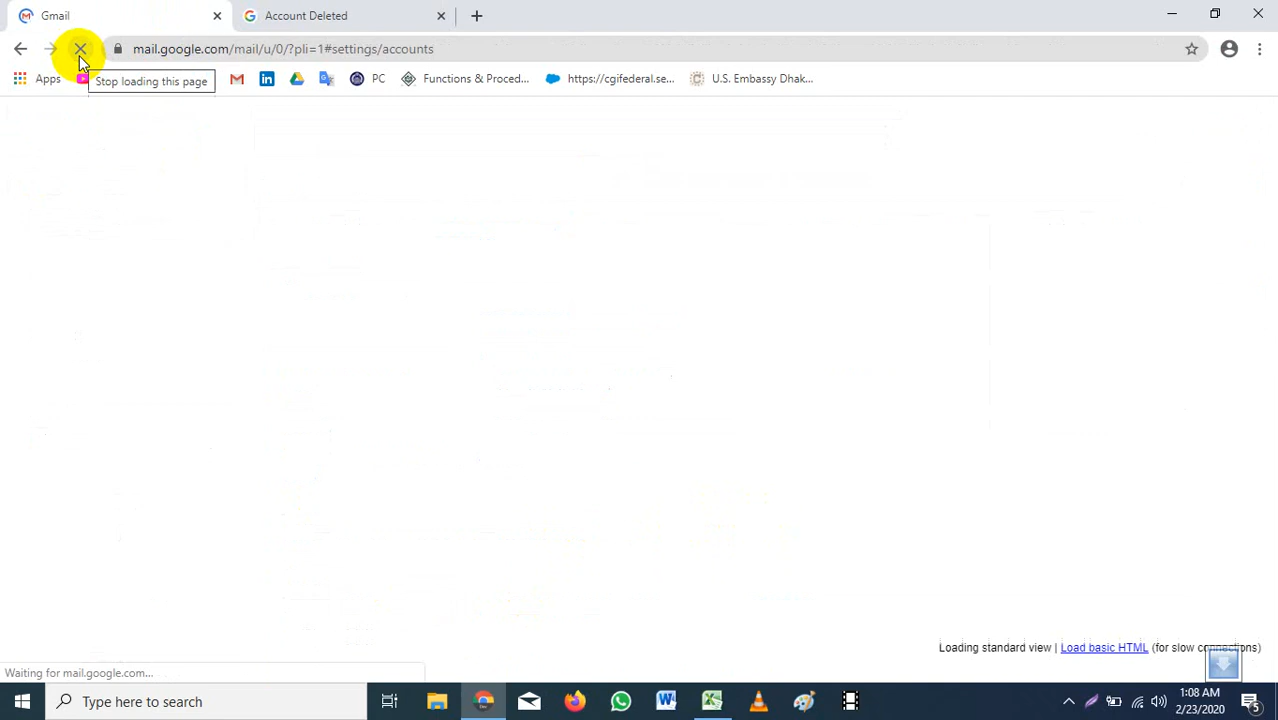 Gmail
Account Deleted
mail.google.com/mail/u/0/?pli=1#settings/accounts
Apps
PC
Functions & Proced...
https://cgifederal.se...
U.S. Embassy Dhak...
Stop loading this page
Loading standard view | Load basic HTML (for slow connections)
Waiting for mail.google.com...
Type here to search
1:08 AM
2/23/2020
5